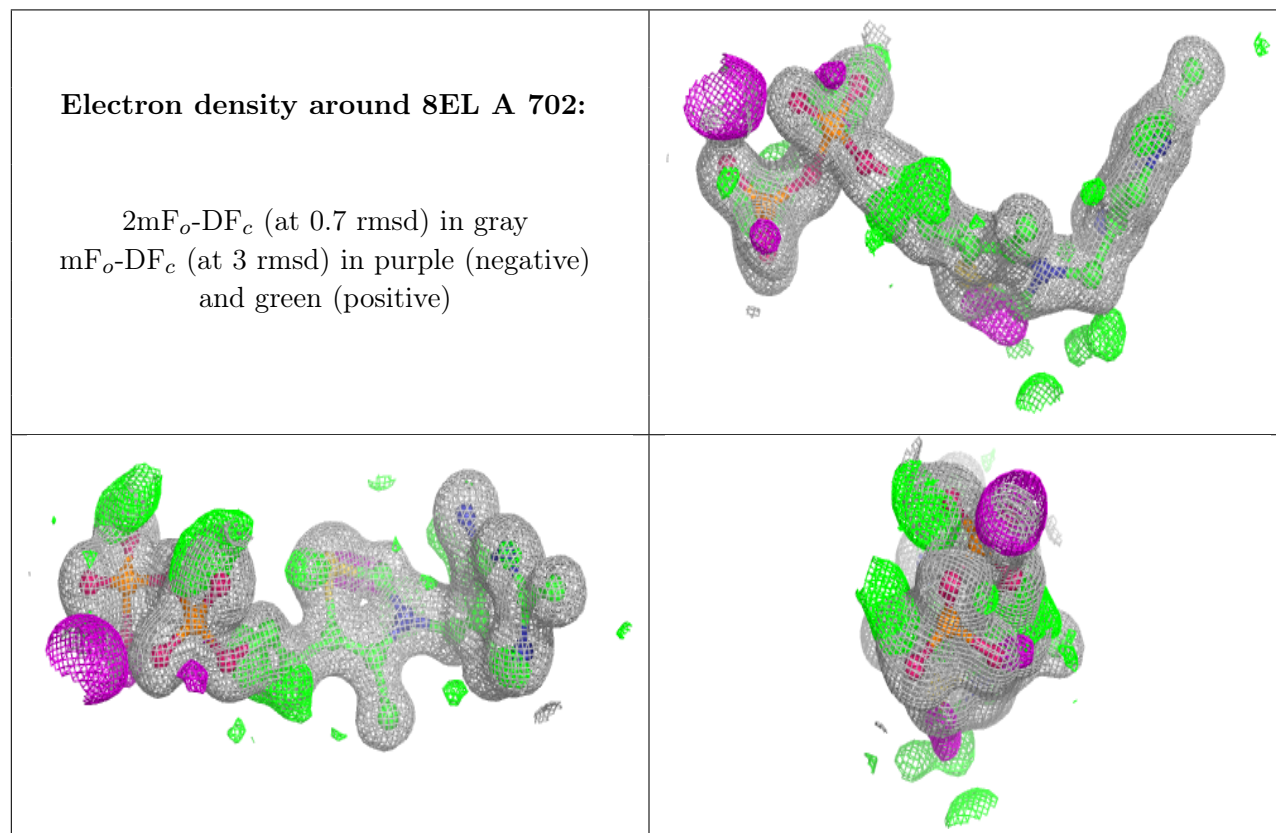 Electron density around 8EL A 702:
2mFo-DFc (at 0.7 rmsd) in gray
mFo-DFc (at 3 rmsd) in purple (negative)
and green (positive)